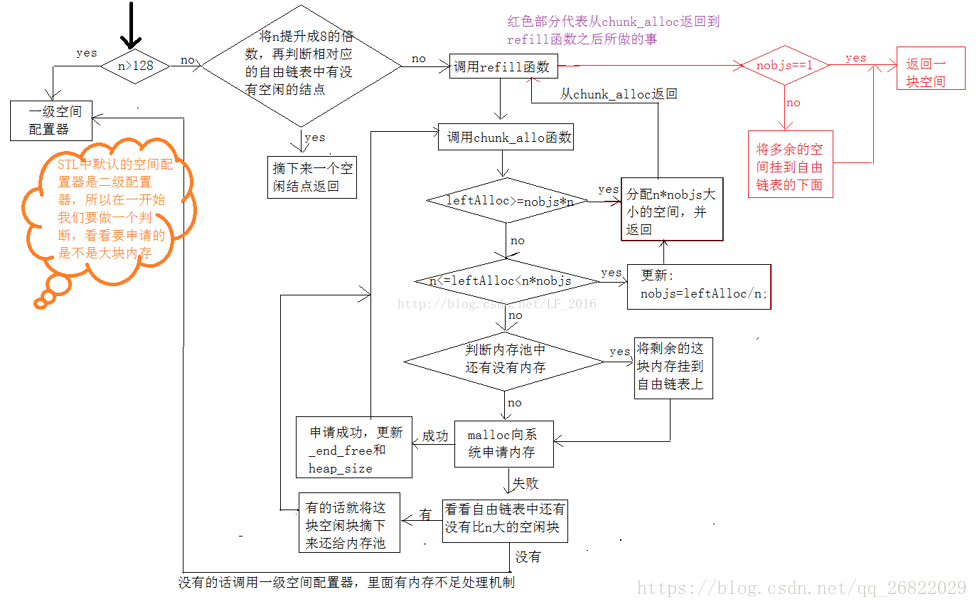 红色部分代表从chunk_alloc返回到
refill函数之后所做的事
yes
n>128
no
将n提升成8的倍
数，再判断相对应
的自由链表中有没
有空闲的结点
no
调用refill函数
nobjs==1
yes
返回一
块空间
no
将多余的空
间挂到自由
链表的下面
从chunk_alloc返回
一级空间
配置器
yes
摘下来一个空
闲结点返回
调用chunk_allo函数
STL中默认的空间配
置器是二级配置
器，所以在一开始
我们要做一个判
断，看看要申请的
是不是大块内存
leftAlloc>=nobjs*n
yes
分配n*nobjs大
小的空间，并
返回
no
n<=leftAlloc<n*nobjs
yes
更新:
nobjs=leftAlloc/n;
http://blog.csdn.net/LF_2016
no
判断内存池中
还有没有内存
yes
将剩余的这
块内存挂到
自由链表上
no
申请成功，更新
_end_free和
heap_size
成功
malloc向系
统申请内存
失败
有的话就将这
块空闲块摘下
来还给内存池
有
看看自由链表中还有
没有比n大的空闲块
没有
没有的话调用一级空间配置器，里面有内存不足处理机制
https://blog.csdn.net/qq_26822029